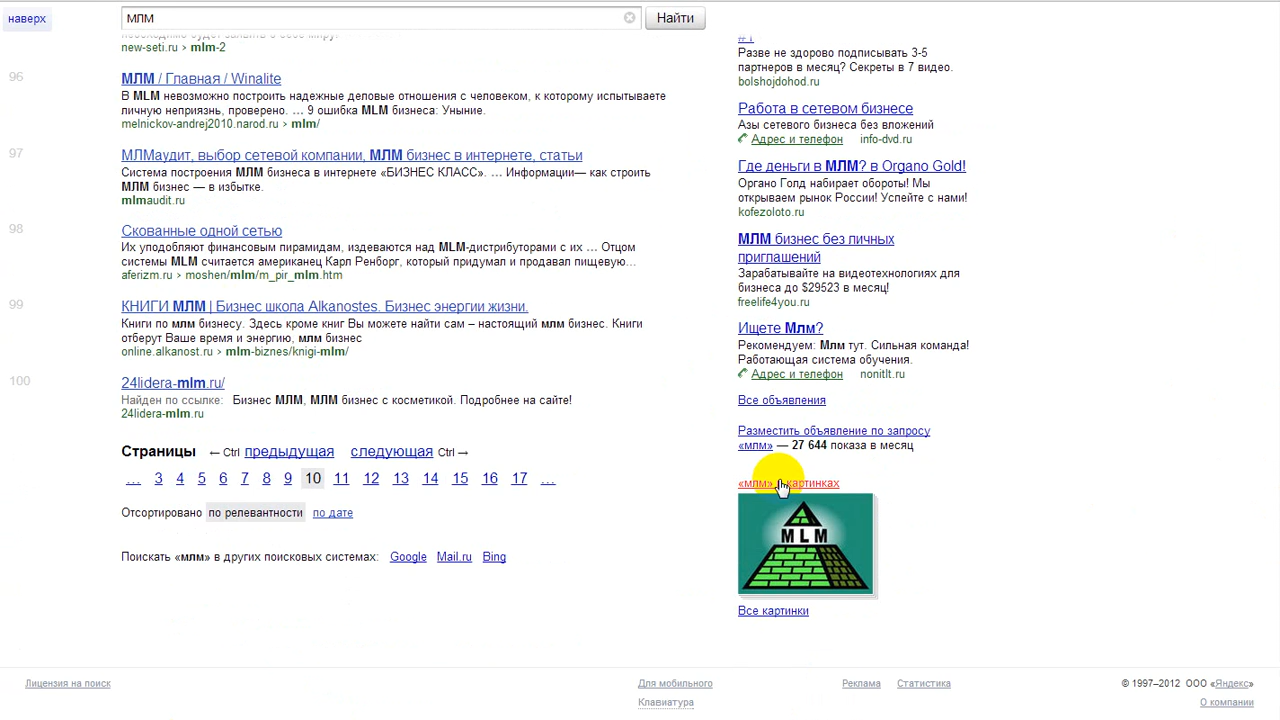 наверх
МЛМ
Найти
new-seti.ru › mlm-2
96
МЛМ / Главная / Winalite
В МЛМ невозможно построить надежные деловые отношения с человеком, к которому испытываете
личную неприязнь, проверено. ... 9 ошибка МЛМ бизнеса: Уныние.
melnickov-andrej2010.narod.ru › mlm/
97
МЛМаудит, выбор сетевой компании, МЛМ бизнес в интернете, статьи
Система построения МЛМ бизнеса в интернете «БИЗНЕС КЛАСС». ... Информации— как строить
МЛМ бизнес — в избытке.
mlmaudit.ru
98
Скованные одной сетью
Их уподобляют финансовым пирамидам, издеваются над MLM-дистрибуторами с их ... Отцом
системы MLM считается американец Карл Ренборг, который придумал и продавал пищевую...
aferizm.ru › moshen/mlm/m_pir_mlm.htm
99
КНИГИ МЛМ | Бизнес школа Alkanostes. Бизнес энергии жизни.
Книги по млм бизнесу. Здесь кроме книг Вы можете найти сам – настоящий млм бизнес. Книги
отберут Ваше время и энергию, млм бизнес
online.alkanost.ru › mlm-biznes/knigi-mlm/
100
24lidera-mlm.ru/
Найден по ссылке: Бизнес МЛМ, МЛМ бизнес с косметикой. Подробнее на сайте!
24lidera-mlm.ru
Страницы ← Ctrl предыдущая следующая Ctrl →
... 3 4 5 6 7 8 9 10 11 12 13 14 15 16 17 ...
Отсортировано по релевантности по дате
Поискать «млм» в других поисковых системах: Google Mail.ru Bing
#1
Разве не здорово подписывать 3-5
партнеров в месяц? Секреты в 7 видео.
bolshojdohod.ru
Работа в сетевом бизнесе
Азы сетевого бизнеса без вложений
Адрес и телефон info-dvd.ru
Где деньги в МЛМ? в Organo Gold!
Органо Голд набирает обороты! Мы
открываем рынок России! Успейте с нами!
kofezoloto.ru
МЛМ бизнес без личных
приглашений
Зарабатывайте на видеотехнологиях для
бизнеса до $29523 в месяц!
freelife4you.ru
Ищете Млм?
Рекомендуем: Млм тут. Сильная команда!
Работающая система обучения.
Адрес и телефон nonitlt.ru
Все объявления
Разместить объявление по запросу
«млм» — 27 644 показа в месяц
«млм» картинках
MLM
Все картинки
Лицензия на поиск
Для мобильного
Клавиатура
Реклама
Статистика
© 1997–2012 ООО «Яндекс»
О компании